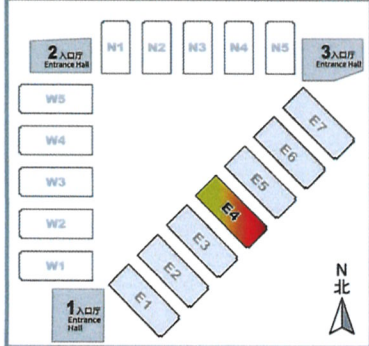 2入口厅
Entrance Hall
N1
N2
N3
N4
N5
3入口厅
Entrance Hall
W5
W4
W3
W2
W1
E7
E6
E5
E4
E3
E2
E1
1入口厅
Entrance
Hall
N
北